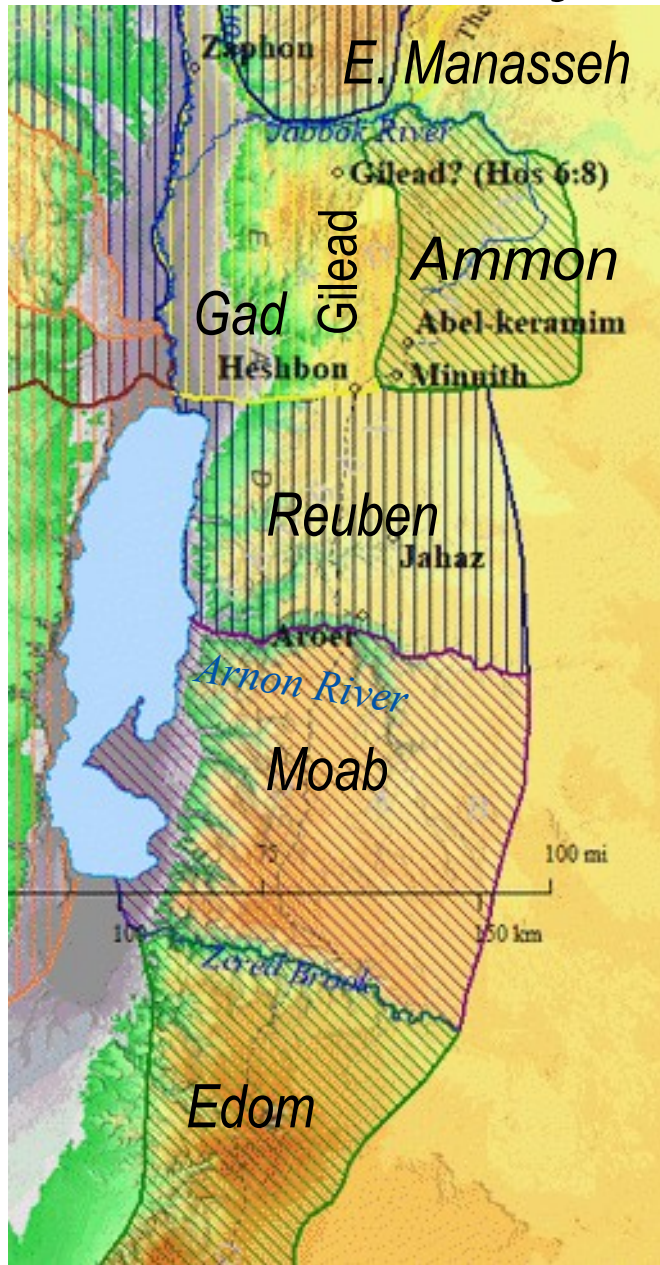 Zaphon
The
E. Manasseh
Jabbok River
Gilead? (Hos 6:8)
Gilead
Ammon
Gad
Abel-keramim
Heshbon
Minnith
Reuben
Jahaz
Aroer
Arnon River
Moab
75
100 mi
100
150 km
Zered Brook
Edom